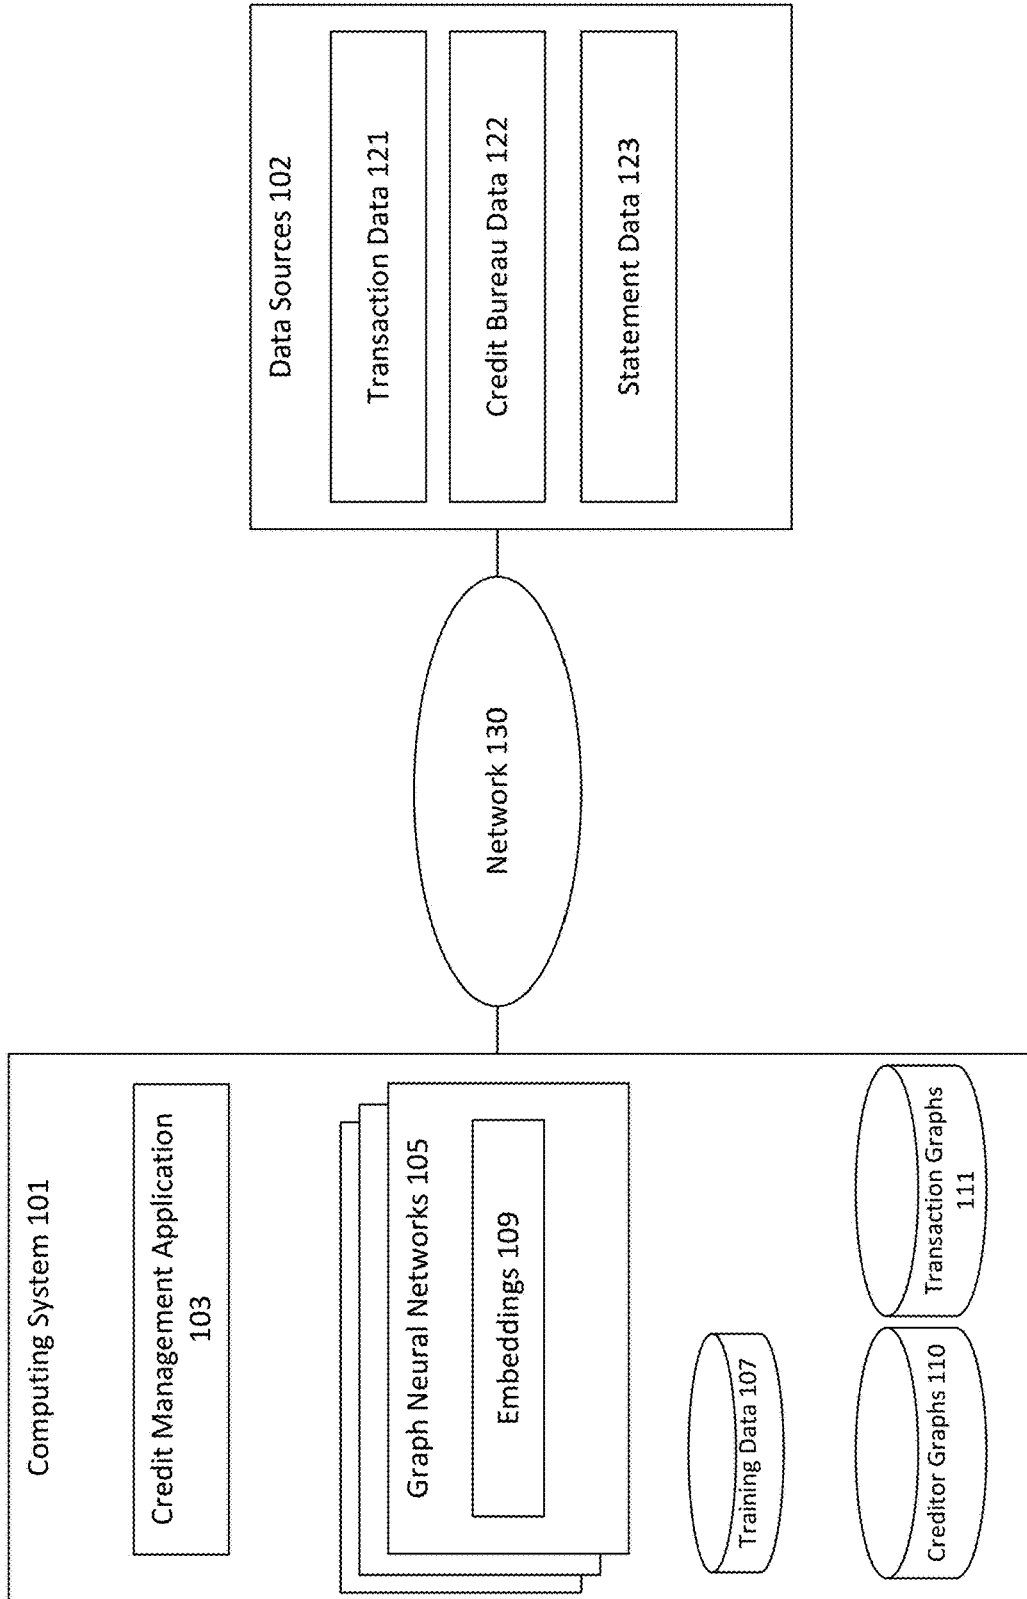 Computing System 101
Credit Management Application
103
Graph Neural Networks 105
Embeddings 109
Training Data 107
Creditor Graphs 110
Transaction Graphs
111
Network 130
Data Sources 102
Transaction Data 121
Credit Bureau Data 122
Statement Data 123